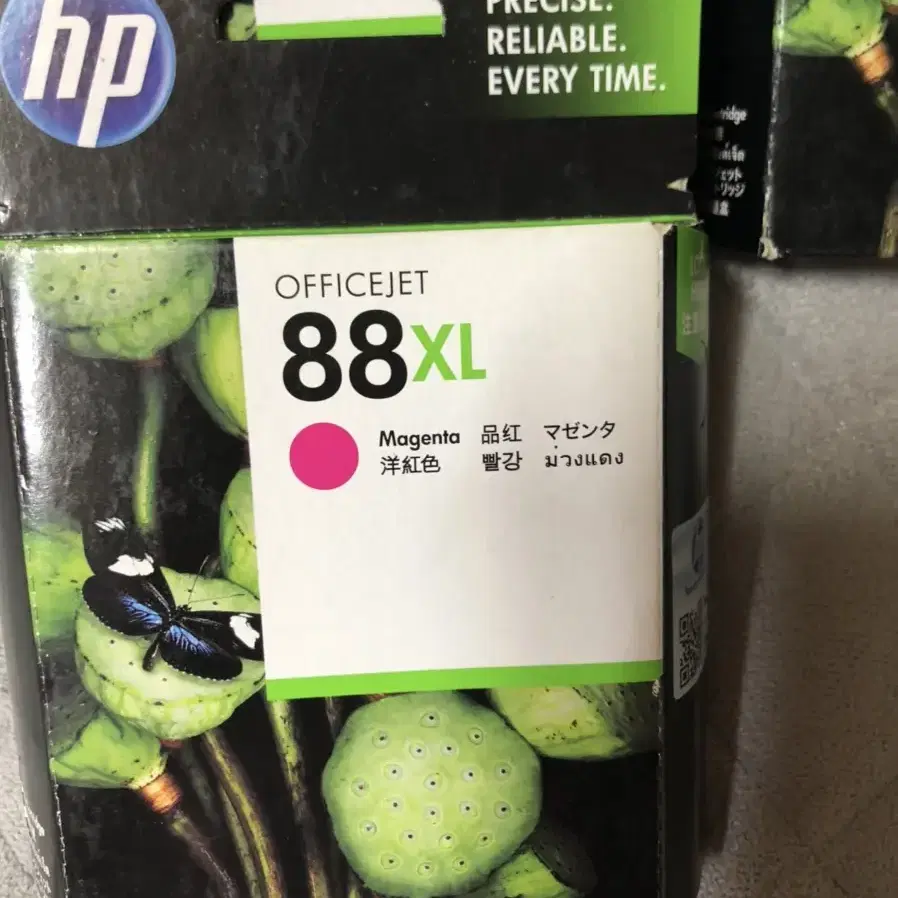 hp
PRECISE.
RELIABLE.
EVERY TIME.
OFFICEJET
88XL
Magenta 品红 マゼンタ
洋紅色 빨강 ม่วงแดง